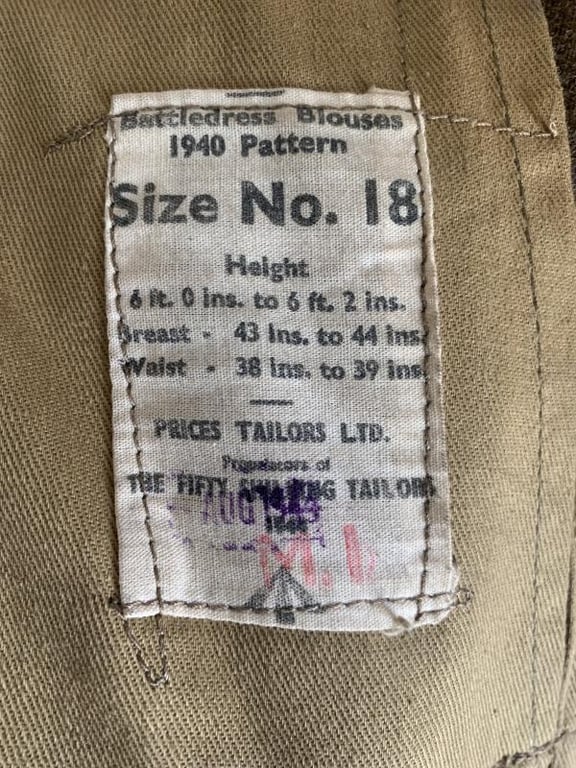 Battledress Blouses
1940 Pattern
Size No. 18
Height
6 ft. 0 ins. to 6 ft. 2 ins.
Breast - 43 ins. to 44 ins.
Waist - 38 ins. to 39 ins.
PRICES TAILORS LTD.
Proprietors of
THE FIFTY SHILLING TAILORS
AUG